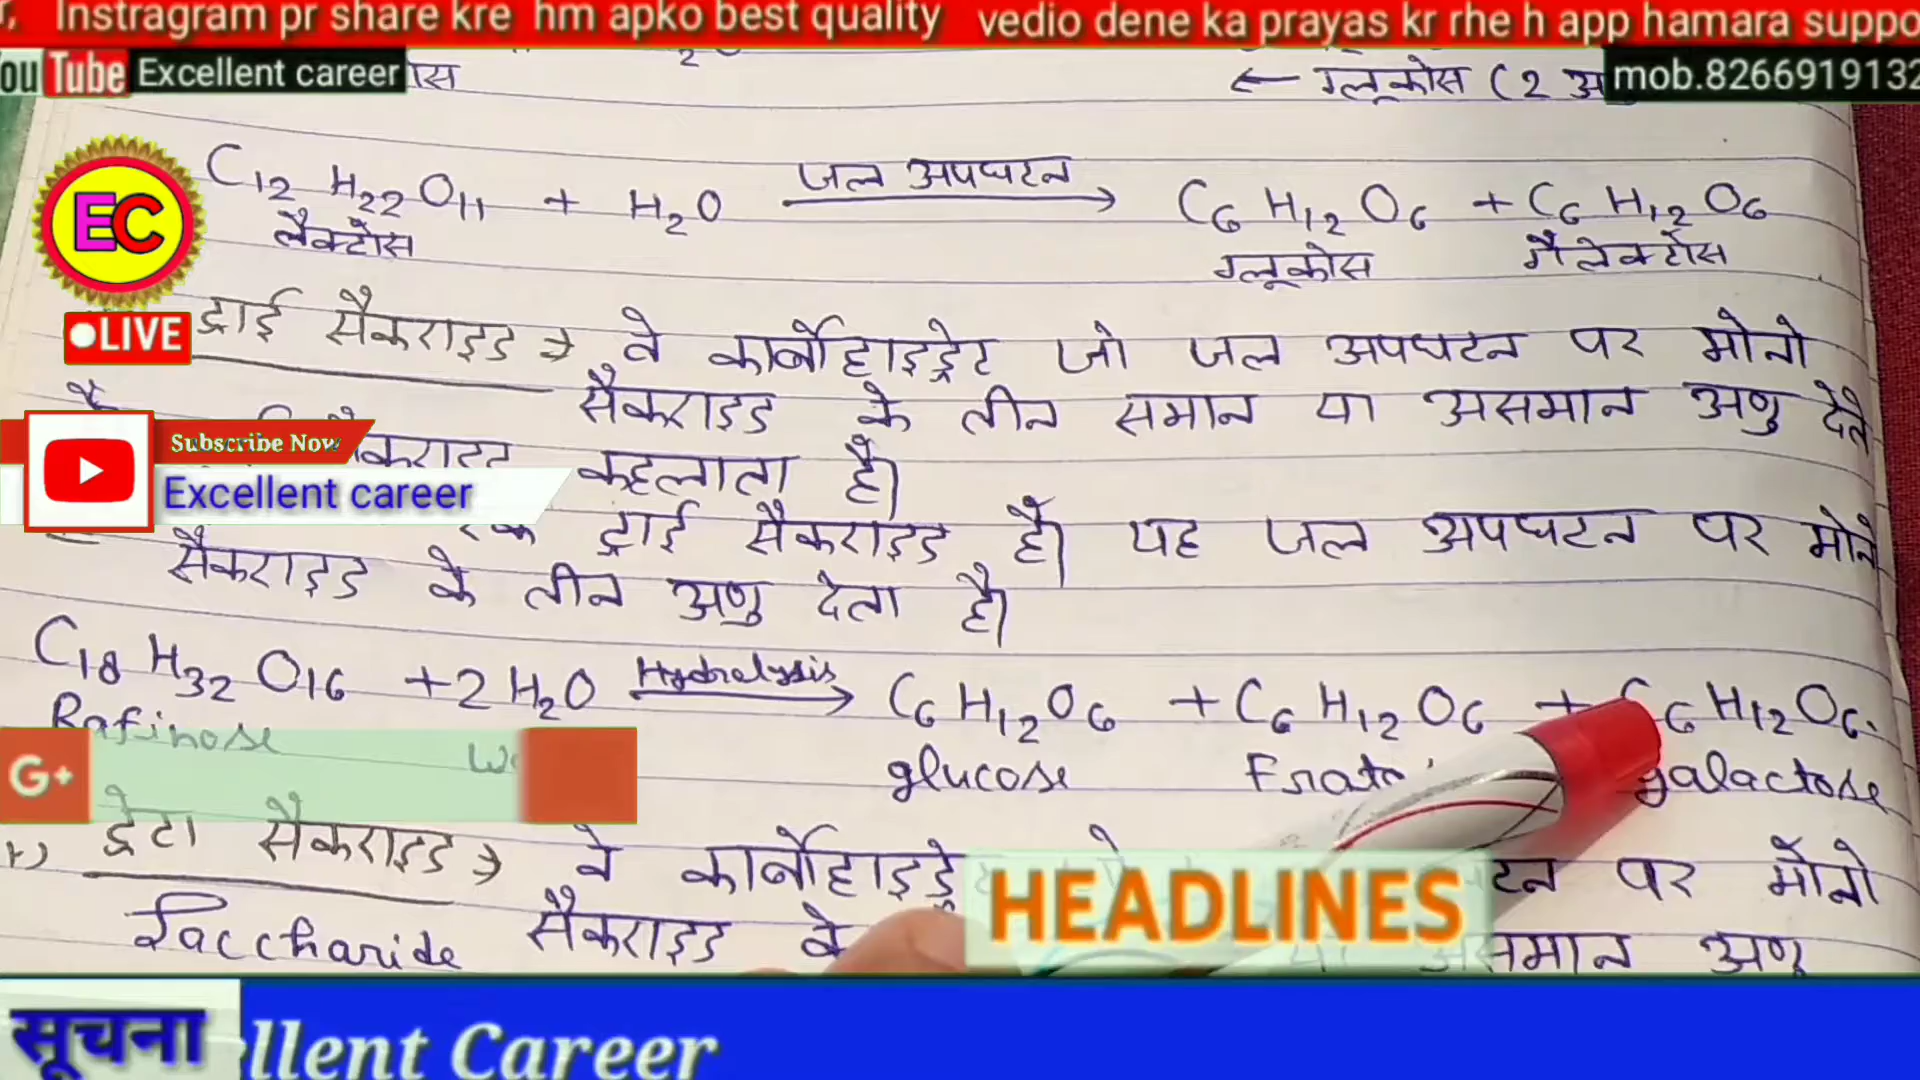 Instragram pr share kre hm apko best quality vedio dene ka prayas kr rhe h app hamara suppo
You Tube Excellent career
← ग्लूकोस (2
mob.8266919132
C12 H22 O11 + H2O जल अपघटन → C6 H12 O6 + C6 H12 O6
लैक्टोस ग्लूकोस गैलेक्टोस
EC
LIVE
ट्राई सैकराइड → वे कार्बोहाइड्रेट जो जल अपघटन पर मोनो
सैकराइड के तीन समान या असमान अणु देते
है
कहलाता है।
Subscribe Now
Excellent career
ट्राई सैकराइड है। यह जल अपघटन पर मोनो
सैकराइड के तीन अणु देता है।
C18 H32 O16 + 2H2O Hydrolysis → C6 H12 O6 + C6 H12 O6 + C6 H12 O6.
Rafinose glucose galactose
G+
ट्रेटा सैकराइड → वे कार्बोहाइड्रे पर मोनो
Saccharide सैकराइड के असमान अणु
HEADLINES
सूचना
llent Career